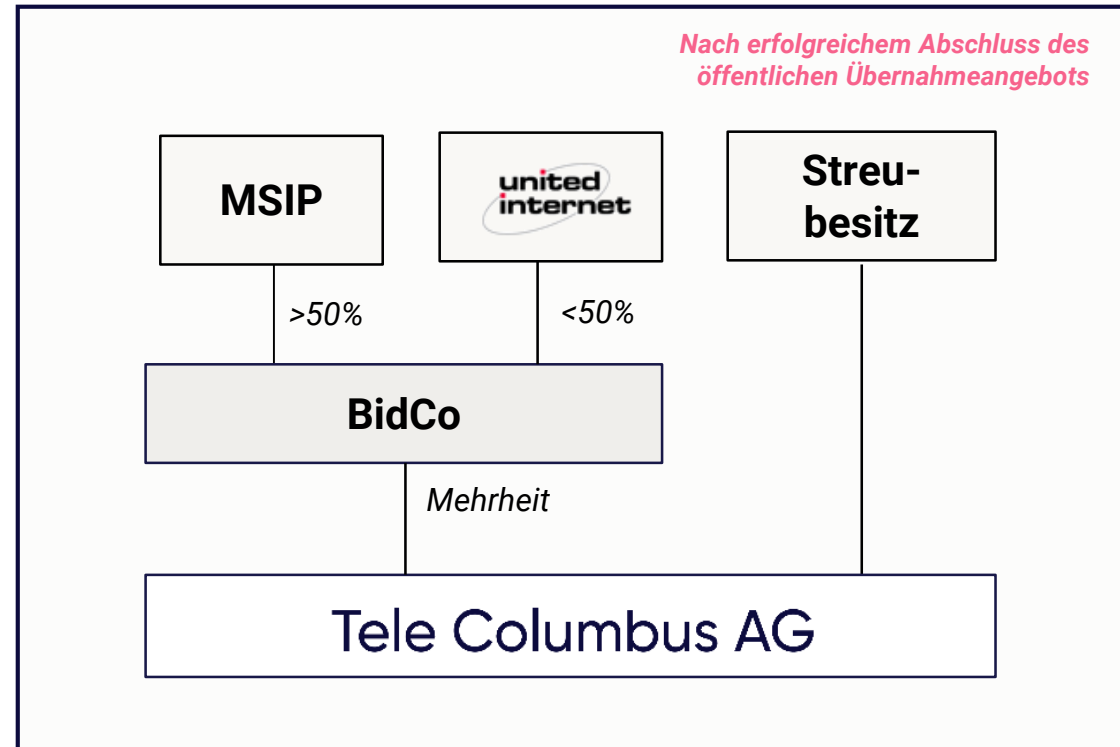 Nach erfolgreichem Abschluss des
öffentlichen Übernahmeangebots
MSIP
united
internet
Streu-
besitz
>50%
<50%
BidCo
Mehrheit
Tele Columbus AG